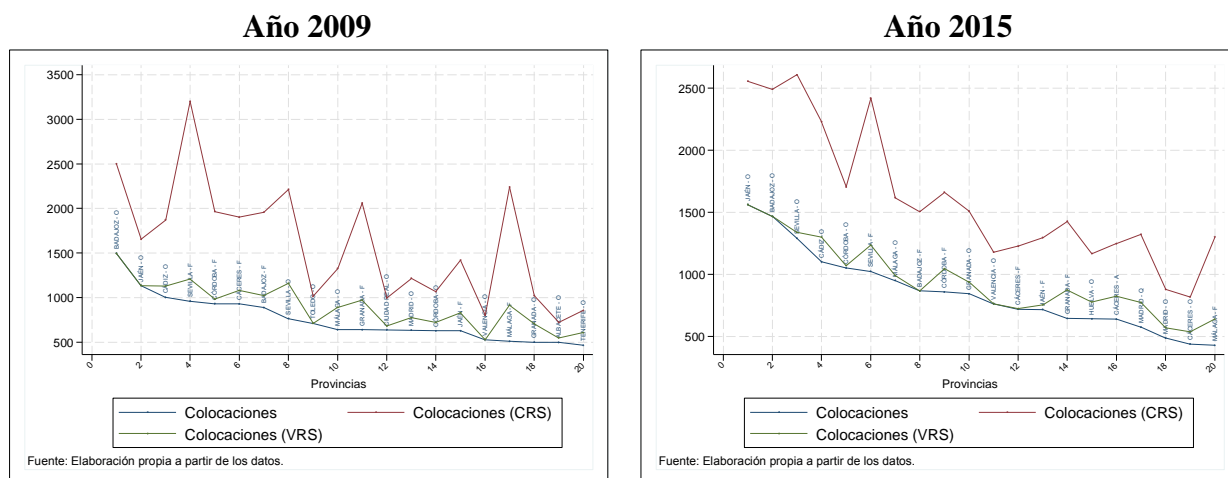 Año 2009
3500
3000
2500
2000
1500
1000
500
BADAJOZ - O
JAÉN - O
CÁDIZ - O
SEVILLA - F
CÓRDOBA - F
CÁCERES - F
BADAJOZ - F
SEVILLA - O
TOLEDO - O
MÁLAGA - O
GRANADA - F
CIUDAD REAL - O
MADRID - O
CÓRDOBA - O
JAÉN - F
VALENCIA - O
MÁLAGA - F
GRANADA - O
ALBACETE - O
TENERIFE - O
0 2 4 6 8 10 12 14 16 18 20
Provincias
Colocaciones
Colocaciones (CRS)
Colocaciones (VRS)
Fuente: Elaboración propia a partir de los datos.
Año 2015
2500
2000
1500
1000
500
JAÉN - O
BADAJOZ - O
SEVILLA - O
CÁDIZ - O
CÓRDOBA - O
SEVILLA - F
MÁLAGA - O
BADAJOZ - F
CÓRDOBA - F
GRANADA - O
VALENCIA - O
CÁCERES - F
JAÉN - F
GRANADA - F
HUELVA - O
CÁCERES - A
MADRID - O
CÁCERES - O
MÁLAGA - F
0 2 4 6 8 10 12 14 16 18 20
Provincias
Colocaciones
Colocaciones (CRS)
Colocaciones (VRS)
Fuente: Elaboración propia a partir de los datos.